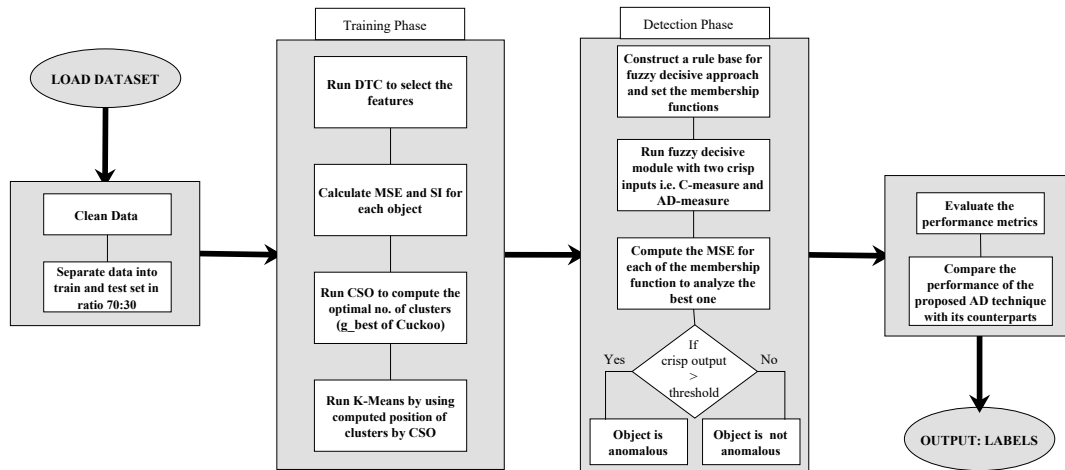 LOAD DATASET
Clean Data
Separate data into
train and test set in
ratio 70:30
Training Phase
Run DTC to select the
features
Calculate MSE and SI for
each object
Run CSO to compute the
optimal no. of clusters
(g_best of Cuckoo)
Run K-Means by using
computed position of
clusters by CSO
Detection Phase
Construct a rule base for
fuzzy decisive approach
and set the membership
functions
Run fuzzy decisive
module with two crisp
inputs i.e. C-measure and
AD-measure
Compute the MSE for
each of the membership
function to analyze the
best one
If
crisp output
>
threshold
Yes
No
Object is
anomalous
Object is not
anomalous
Evaluate the
performance metrics
Compare the
performance of the
proposed AD technique
with its counterparts
OUTPUT: LABELS